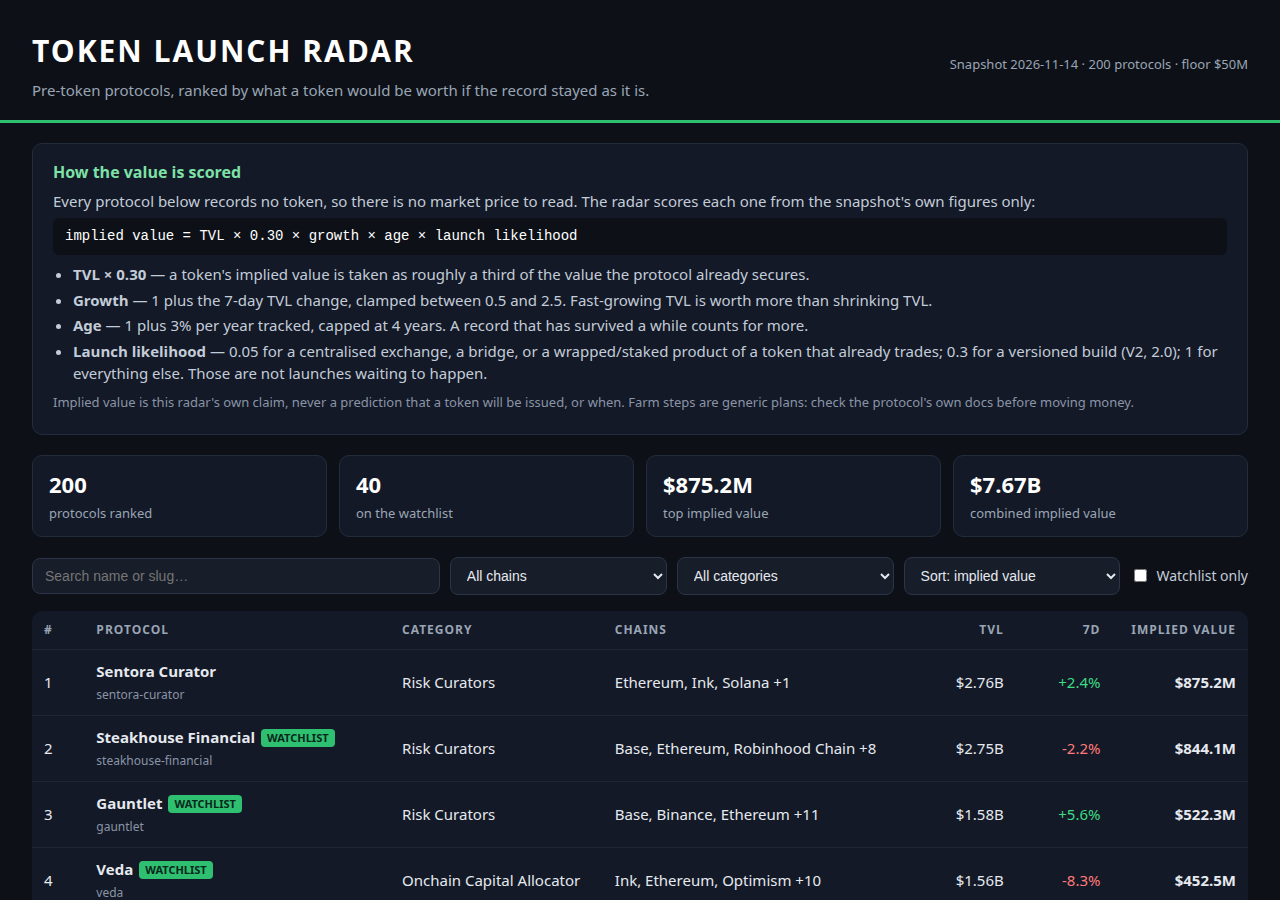 TOKEN LAUNCH RADAR
Snapshot 2026-11-14 · 200 protocols · floor $50M
Pre-token protocols, ranked by what a token would be worth if the record stayed as it is.
How the value is scored
Every protocol below records no token, so there is no market price to read. The radar scores each one from the snapshot's own figures only:
implied value = TVL × 0.30 × growth × age × launch likelihood
• TVL × 0.30 — a token's implied value is taken as roughly a third of the value the protocol already secures.
• Growth — 1 plus the 7-day TVL change, clamped between 0.5 and 2.5. Fast-growing TVL is worth more than shrinking TVL.
• Age — 1 plus 3% per year tracked, capped at 4 years. A record that has survived a while counts for more.
• Launch likelihood — 0.05 for a centralised exchange, a bridge, or a wrapped/staked product of a token that already trades; 0.3 for a versioned build (V2, 2.0); 1 for
everything else. Those are not launches waiting to happen.
Implied value is this radar's own claim, never a prediction that a token will be issued, or when. Farm steps are generic plans: check the protocol's own docs before moving money.
200
protocols ranked
40
on the watchlist
$875.2M
top implied value
$7.67B
combined implied value
Search name or slug…
All chains
All categories
Sort: implied value
Watchlist only
# PROTOCOL CATEGORY CHAINS TVL 7D IMPLIED VALUE
1 Sentora Curator Risk Curators Ethereum, Ink, Solana +1 $2.76B +2.4% $875.2M
sentora-curator
2 Steakhouse Financial WATCHLIST Risk Curators Base, Ethereum, Robinhood Chain +8 $2.75B -2.2% $844.1M
steakhouse-financial
3 Gauntlet WATCHLIST Risk Curators Base, Binance, Ethereum +11 $1.58B +5.6% $522.3M
gauntlet
4 Veda WATCHLIST Onchain Capital Allocator Ink, Ethereum, Optimism +10 $1.56B -8.3% $452.5M
veda